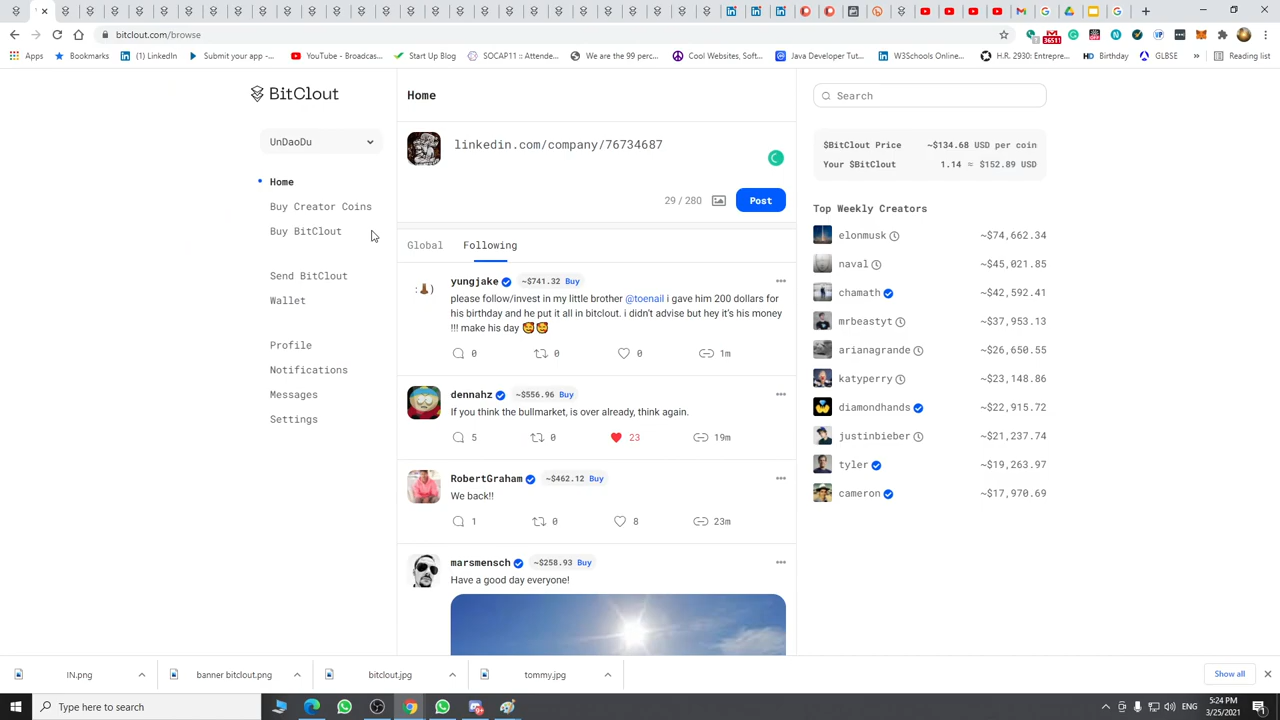 bitclout.com/browse
36511
Apps
Bookmarks
(1) LinkedIn
Submit your app -...
YouTube - Broadcas...
Start Up Blog
SOCAP11 :: Attende...
We are the 99 perc...
Cool Websites, Soft...
Java Developer Tut...
W3Schools Online...
H.R. 2930: Entrepre...
Birthday
GLBSE
Reading list
BitClout
UnDaoDu
Home
Buy Creator Coins
Buy BitClout
Send BitClout
Wallet
Profile
Notifications
Messages
Settings
Home
linkedin.com/company/76734687
29 / 280
Post
Global
Following
yungjake ~$741.32 Buy
please follow/invest in my little brother @toenail i gave him 200 dollars for
his birthday and he put it all in bitclout. i didn't advise but hey it's his money
!!! make his day 🤩🤩
0 0 0 1m
dennahz ~$556.96 Buy
If you think the bullmarket, is over already, think again.
5 0 23 19m
RobertGraham ~$462.12 Buy
We back!!
1 0 8 23m
marsmensch ~$258.93 Buy
Have a good day everyone!
Search
$BitClout Price ~$134.68 USD per coin
Your $BitClout 1.14 ≈ $152.89 USD
Top Weekly Creators
elonmusk ~$74,662.34
naval ~$45,021.85
chamath ~$42,592.41
mrbeastyt ~$37,953.13
arianagrande ~$26,650.55
katyperry ~$23,148.86
diamondhands ~$22,915.72
justinbieber ~$21,237.74
tyler ~$19,263.97
cameron ~$17,970.69
IN.png
banner bitclout.png
bitclout.jpg
tommy.jpg
Show all
Type here to search
ENG
5:24 PM
3/25/2021